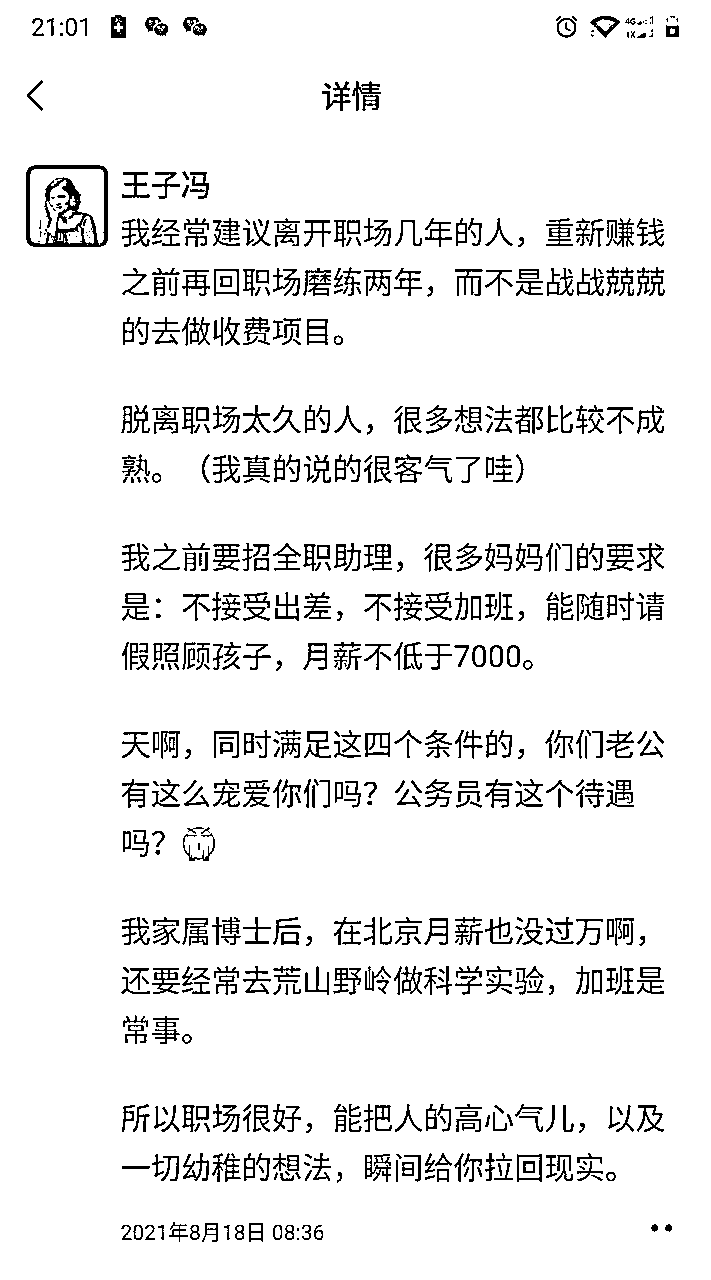 21:01
详情
王子冯
我经常建议离开职场几年的人，重新赚钱
之前再回职场磨练两年，而不是战战兢兢
的去做收费项目。
脱离职场太久的人，很多想法都比较不成
熟。（我真的说的很客气了哇）
我之前要招全职助理，很多妈妈们的要求
是：不接受出差，不接受加班，能随时请
假照顾孩子，月薪不低于7000。
天啊，同时满足这四个条件的，你们老公
有这么宠爱你们吗？公务员有这个待遇
吗？
我家属博士后，在北京月薪也没过万啊，
还要经常去荒山野岭做科学实验，加班是
常事。
所以职场很好，能把人的高心气儿，以及
一切幼稚的想法，瞬间给你拉回现实。
2021年8月18日 08:36